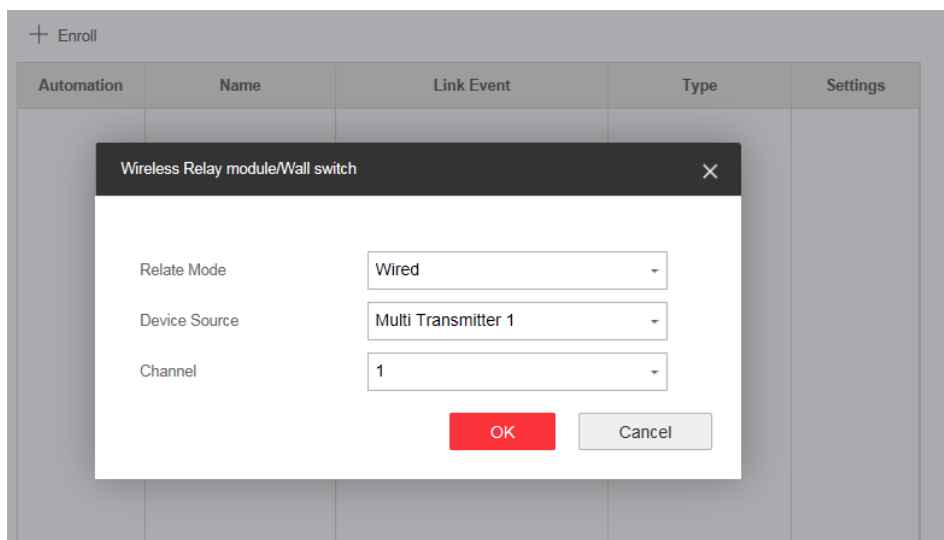 Enroll
Automation Name Link Event Type Settings
Wireless Relay module/Wall switch
Relate Mode Wired
Device Source Multi Transmitter 1
Channel 1
OK Cancel